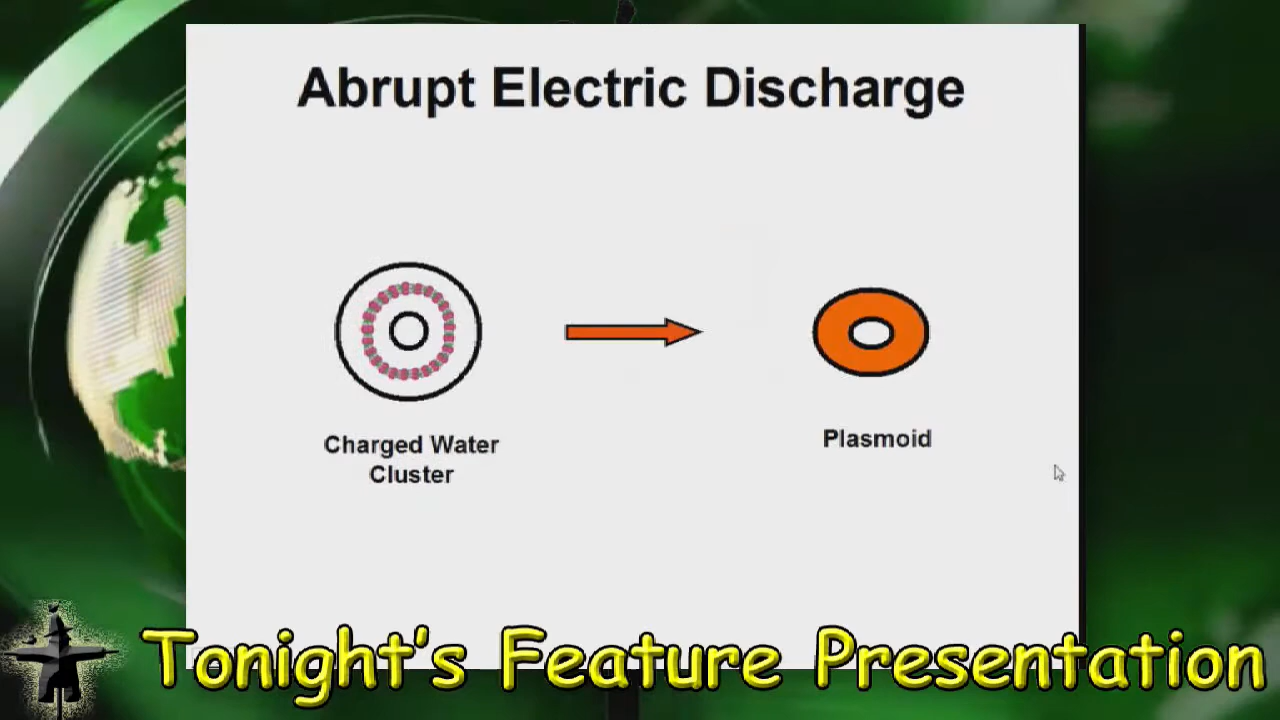 Abrupt Electric Discharge
Charged Water
Cluster
Plasmoid
Tonight's Feature Presentation